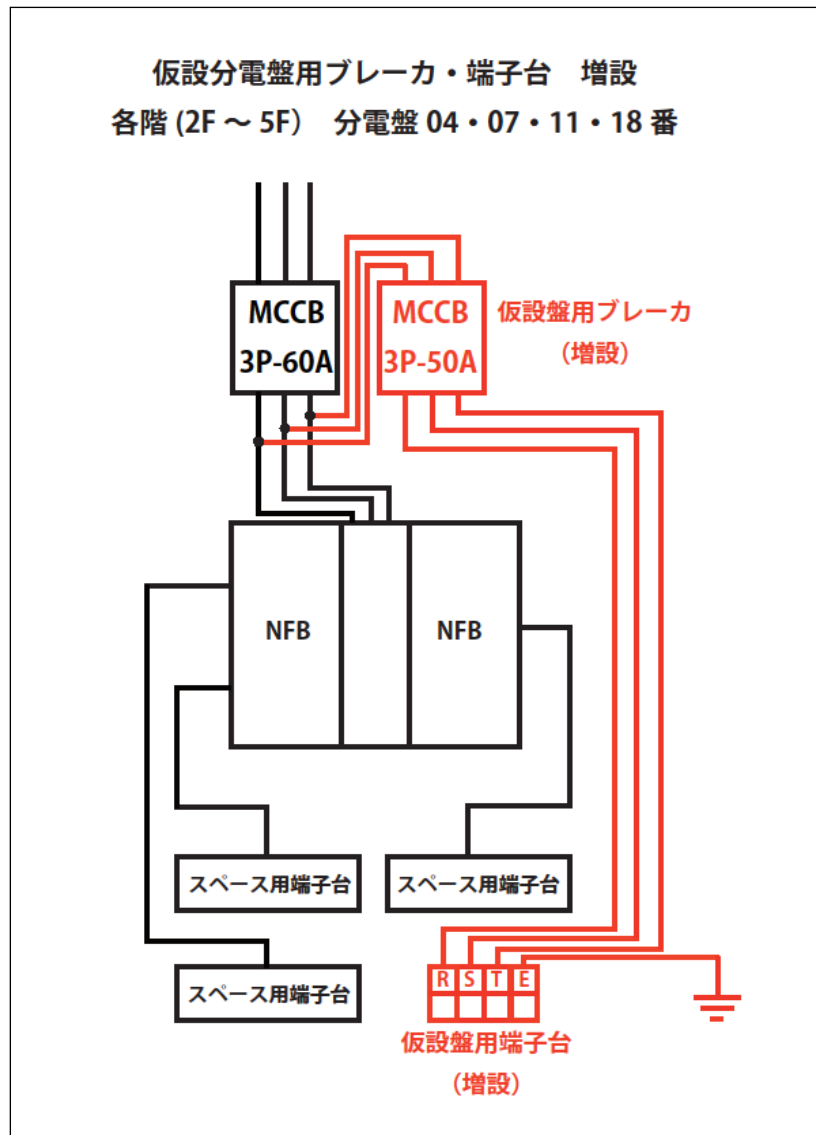 仮設分電盤用ブレーカ・端子台　増設
各階 (2F ～ 5F)　分電盤 04・07・11・18 番
MCCB
3P-60A
MCCB
3P-50A
仮設盤用ブレーカ
（増設）
NFB
NFB
スペース用端子台
スペース用端子台
スペース用端子台
R S T E
仮設盤用端子台
（増設）